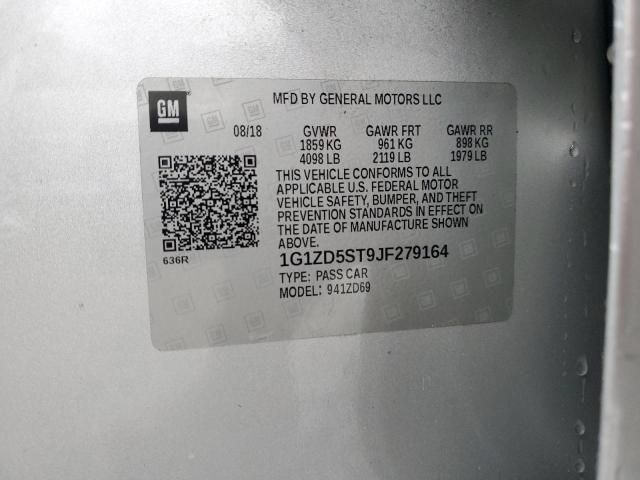 GM
MFD BY GENERAL MOTORS LLC
08/18 GVWR GAWR FRT GAWR RR
1859 KG 961 KG 898 KG
4098 LB 2119 LB 1979 LB
THIS VEHICLE CONFORMS TO ALL
APPLICABLE U.S. FEDERAL MOTOR
VEHICLE SAFETY, BUMPER, AND THEFT
PREVENTION STANDARDS IN EFFECT ON
THE DATE OF MANUFACTURE SHOWN
ABOVE.
636R
1G1ZD5ST9JF279164
TYPE: PASS CAR
MODEL: 941ZD69